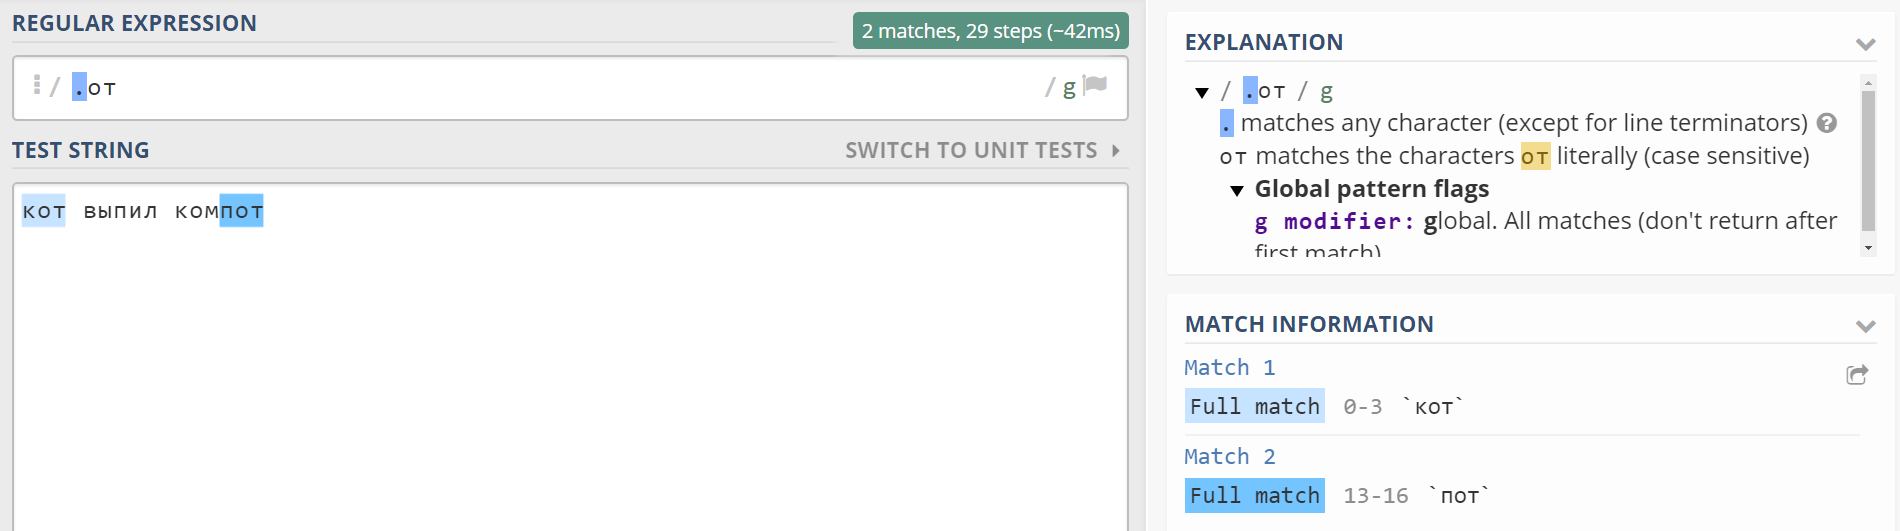 REGULAR EXPRESSION
2 matches, 29 steps (~42ms)
/ .от / g
TEST STRING
SWITCH TO UNIT TESTS
кот выпил компот
EXPLANATION
/ .от / g
. matches any character (except for line terminators) ?
от matches the characters от literally (case sensitive)
Global pattern flags
g modifier: global. All matches (don't return after
first match)
MATCH INFORMATION
Match 1
Full match 0-3 `кот`
Match 2
Full match 13-16 `пот`